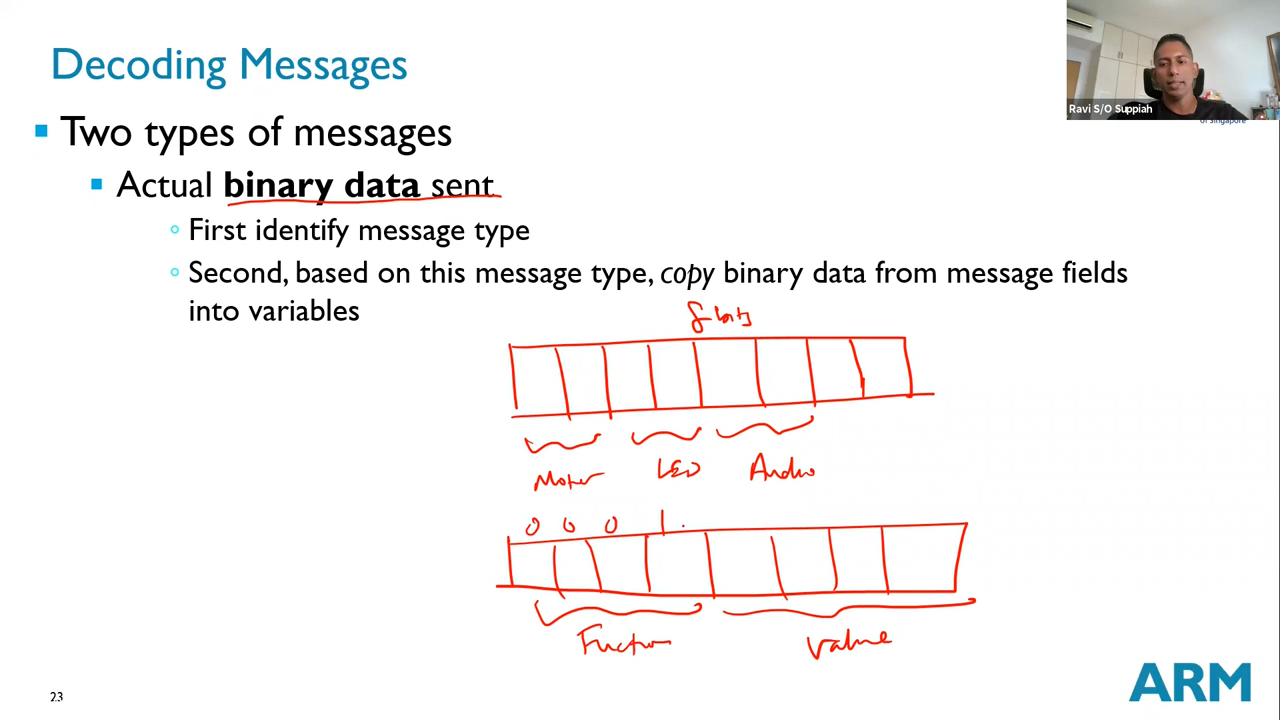 Decoding Messages
Ravi S/O Suppiah
of Singapore
▪ Two types of messages
▪ Actual binary data sent
◦ First identify message type
◦ Second, based on this message type, copy binary data from message fields
into variables
8 bits
Motor LED Audio
0 0 0 1
Function Value
23
ARM